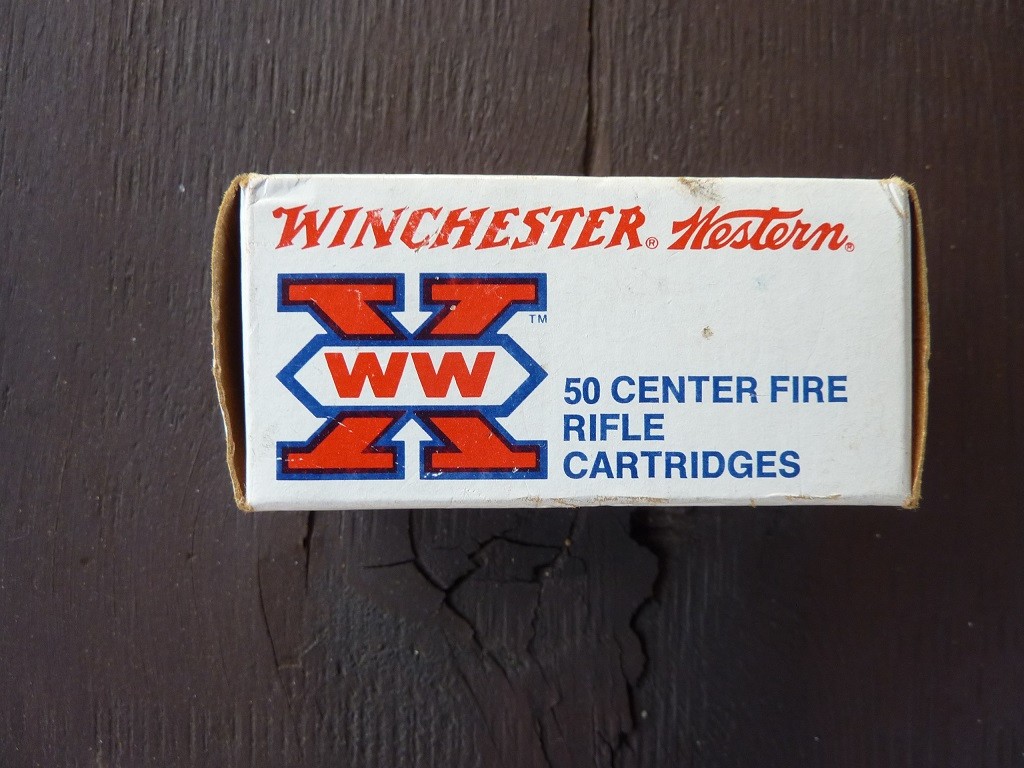 WINCHESTER® Western®
TM
WW
50 CENTER FIRE
RIFLE
CARTRIDGES